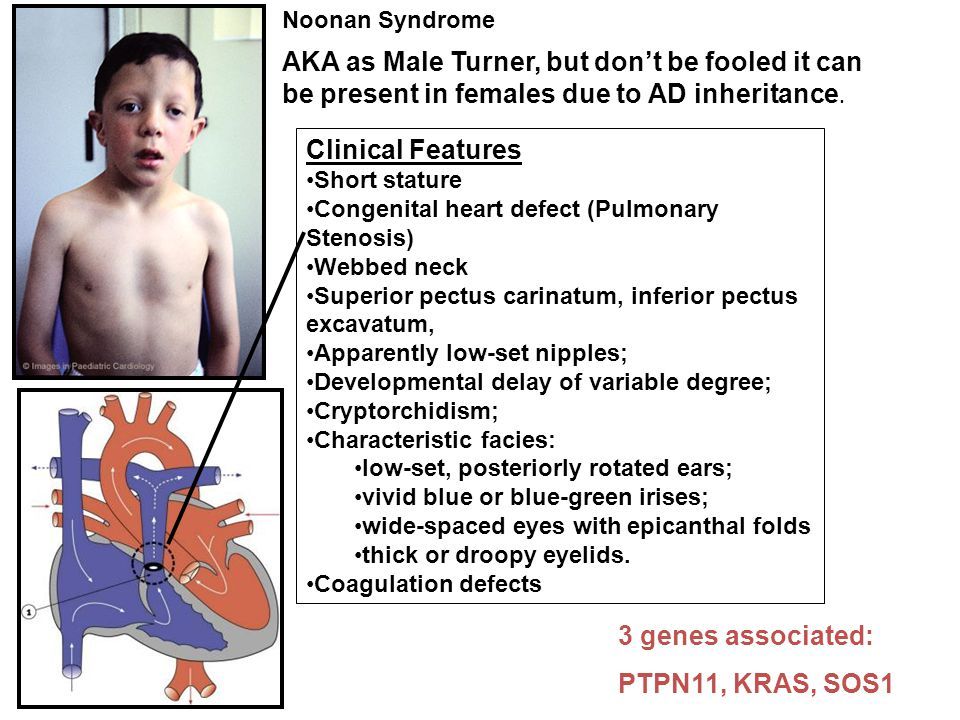 Noonan Syndrome
AKA as Male Turner, but don’t be fooled it can
be present in females due to AD inheritance.
Clinical Features
•Short stature
•Congenital heart defect (Pulmonary
Stenosis)
•Webbed neck
•Superior pectus carinatum, inferior pectus
excavatum,
•Apparently low-set nipples;
•Developmental delay of variable degree;
•Cryptorchidism;
•Characteristic facies:
•low-set, posteriorly rotated ears;
•vivid blue or blue-green irises;
•wide-spaced eyes with epicanthal folds
•thick or droopy eyelids.
•Coagulation defects
© Images in Paediatric Cardiology
1
3 genes associated:
PTPN11, KRAS, SOS1